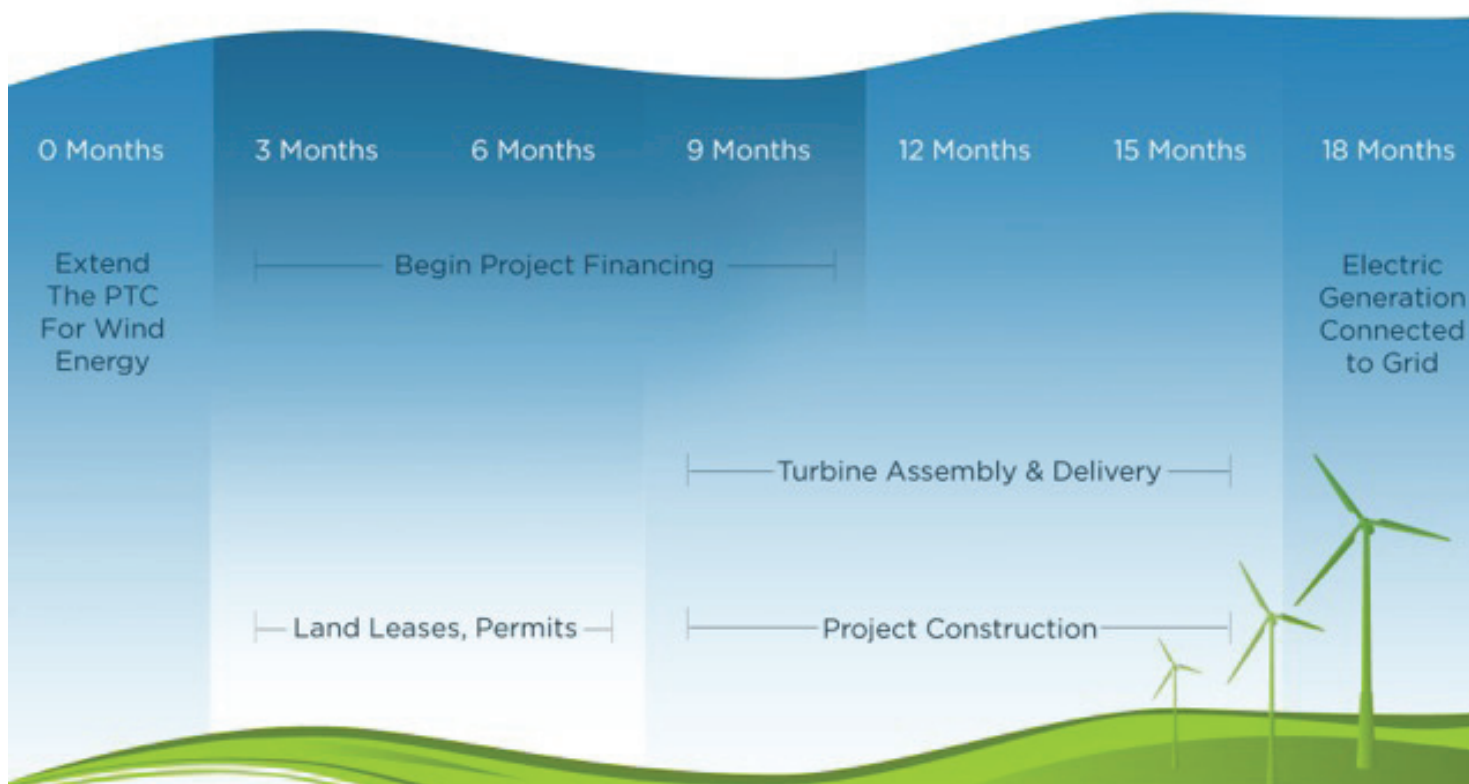 0 Months 3 Months 6 Months 9 Months 12 Months 15 Months 18 Months
Extend
The PTC
For Wind
Energy
Begin Project Financing
Electric
Generation
Connected
to Grid
Turbine Assembly & Delivery
Land Leases, Permits
Project Construction